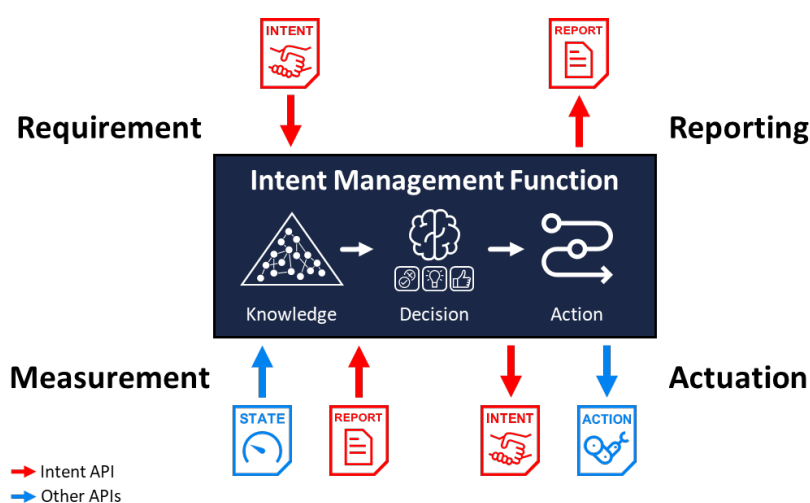 INTENT
REPORT
Requirement
Reporting
Intent Management Function
Knowledge
Decision
Action
Measurement
Actuation
STATE
REPORT
INTENT
ACTION
Intent API
Other APIs